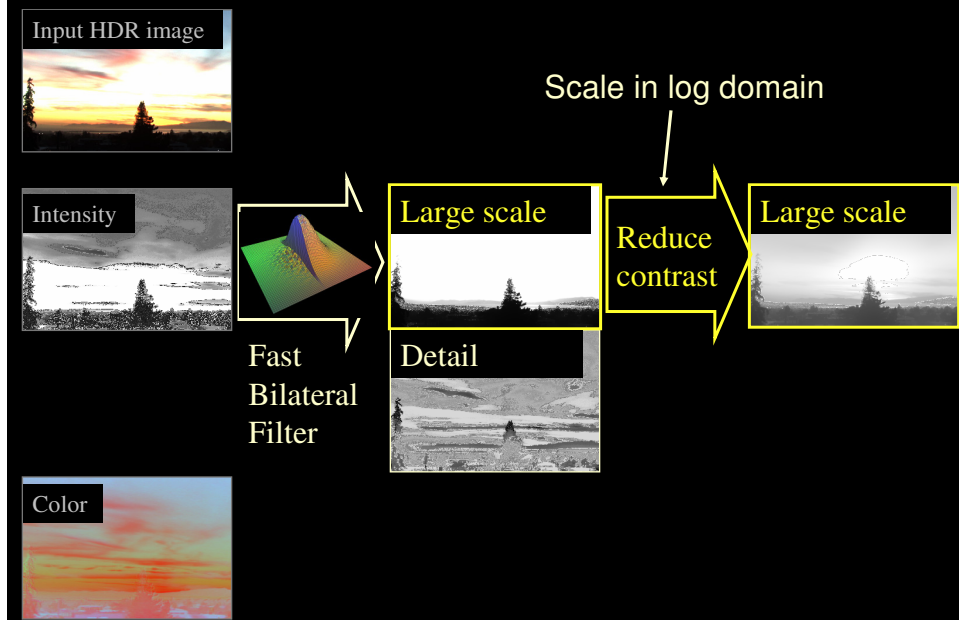 Input HDR image
Scale in log domain
Intensity
Large scale
Reduce
contrast
Large scale
Fast
Bilateral
Filter
Detail
Color